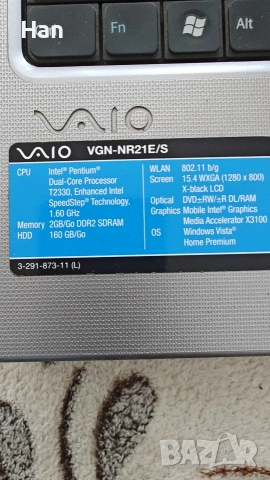 Han
Fn
Alt
VAIO
VAIO VGN-NR21E/S
CPU Intel® Pentium®
Dual-Core Processor
T2330, Enhanced Intel
SpeedStep® Technology,
1.60 GHz
Memory 2GB/Go DDR2 SDRAM
HDD 160 GB/Go
WLAN 802.11 b/g
Screen 15.4 WXGA (1280 x 800)
X-black LCD
Optical DVD±RW/±R DL/RAM
Graphics Mobile Intel® Graphics
Media Accelerator X3100
OS Windows Vista®
Home Premium
3-291-873-11 (L)
BAZAR